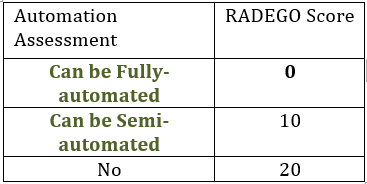 Automation RADEGO Score
Assessment
Can be Fully- 0
automated
Can be Semi- 10
automated
No 20